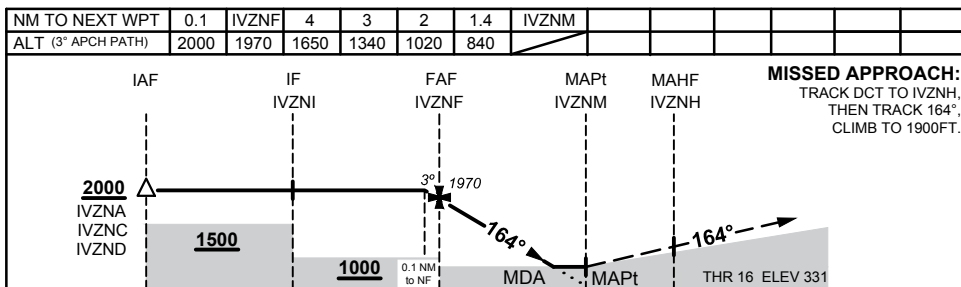 NM TO NEXT WPT 0.1 IVZNF 4 3 2 1.4 IVZNM
ALT (3° APCH PATH) 2000 1970 1650 1340 1020 840
IAF IF FAF MAPt MAHF MISSED APPROACH:
IVZNI IVZNF IVZNM IVZNH TRACK DCT TO IVZNH,
THEN TRACK 164°,
CLIMB TO 1900FT.
2000 3° 1970
IVZNA
IVZNC
IVZND
1500 164° 164°
1000 0.1 NM
to NF
MDA MAPt THR 16 ELEV 331